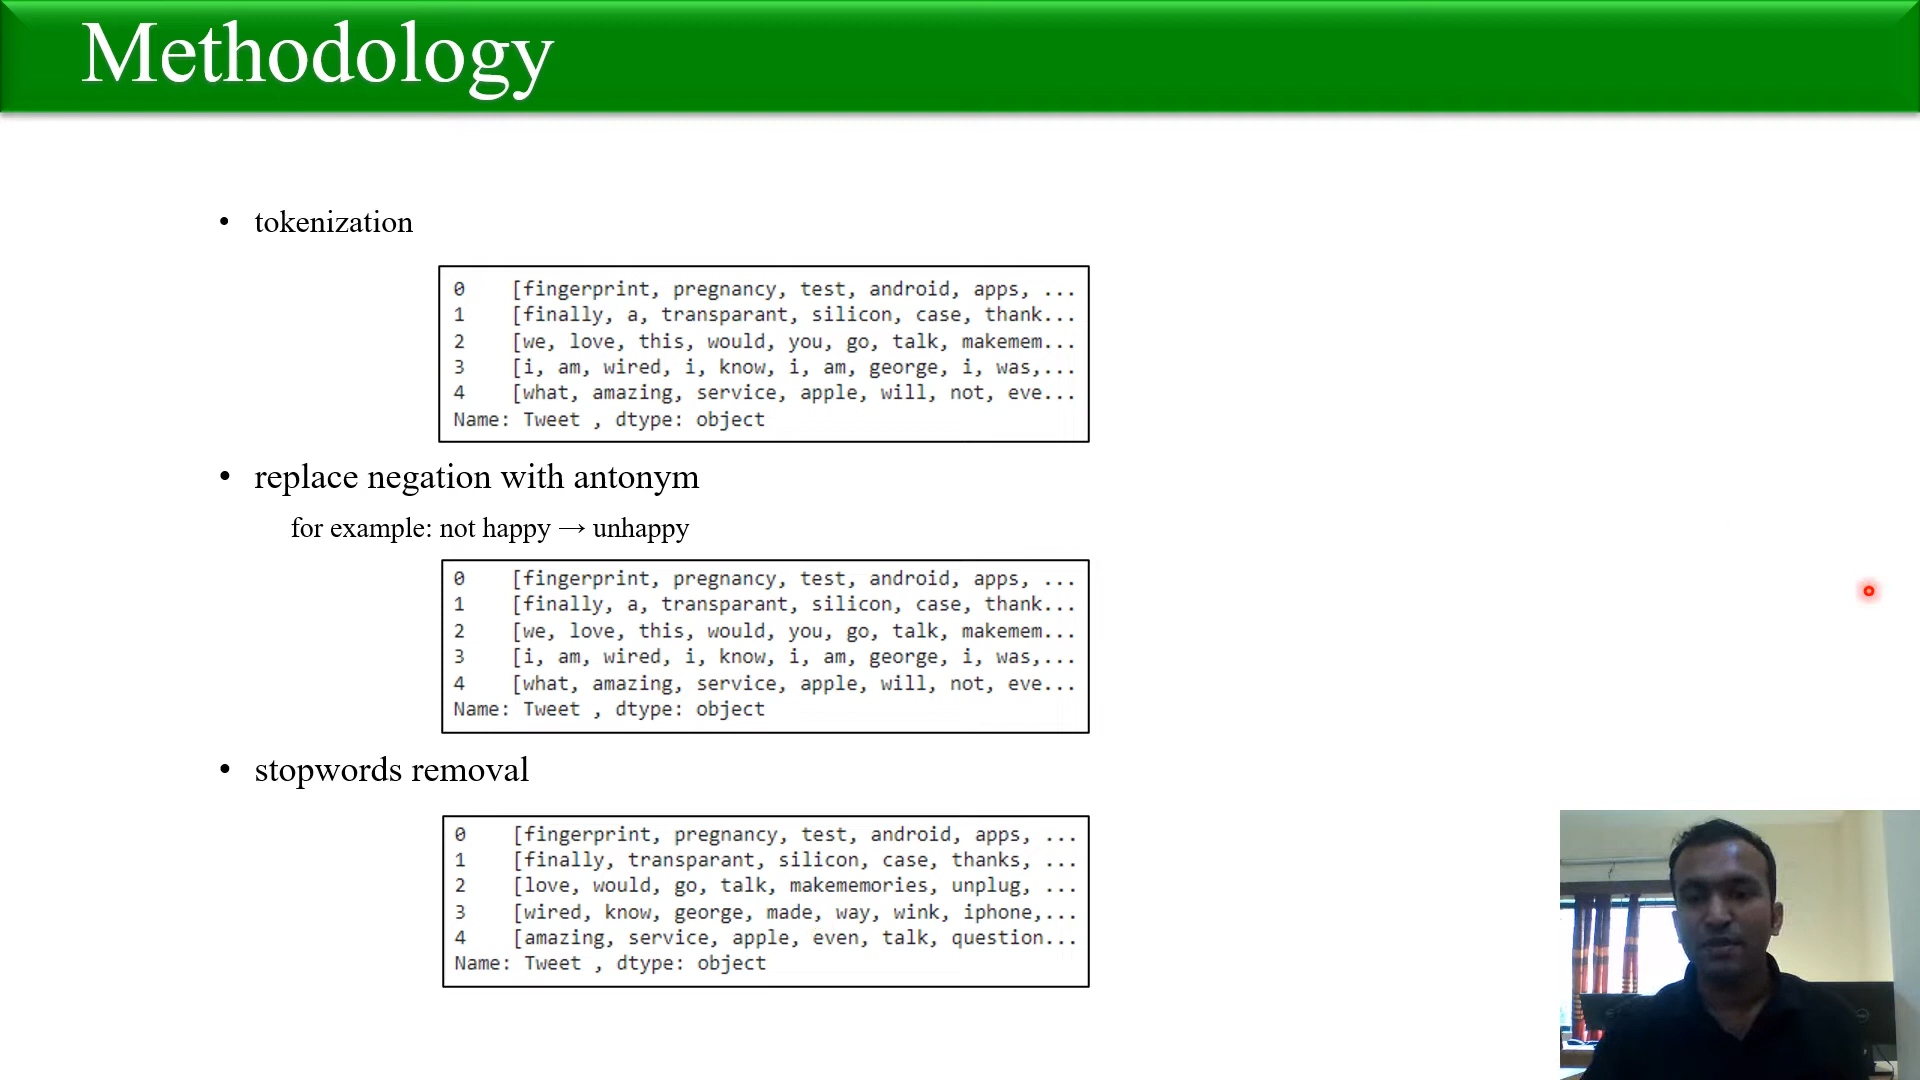 Methodology
• tokenization
0 [fingerprint, pregnancy, test, android, apps, ...
1 [finally, a, transparant, silicon, case, thank...
2 [we, love, this, would, you, go, talk, makemem...
3 [i, am, wired, i, know, i, am, george, i, was,...
4 [what, amazing, service, apple, will, not, eve...
Name: Tweet , dtype: object
• replace negation with antonym
for example: not happy → unhappy
0 [fingerprint, pregnancy, test, android, apps, ...
1 [finally, a, transparant, silicon, case, thank...
2 [we, love, this, would, you, go, talk, makemem...
3 [i, am, wired, i, know, i, am, george, i, was,...
4 [what, amazing, service, apple, will, not, eve...
Name: Tweet , dtype: object
• stopwords removal
0 [fingerprint, pregnancy, test, android, apps, ...
1 [finally, transparant, silicon, case, thanks, ...
2 [love, would, go, talk, makememories, unplug, ...
3 [wired, know, george, made, way, wink, iphone,...
4 [amazing, service, apple, even, talk, question...
Name: Tweet , dtype: object